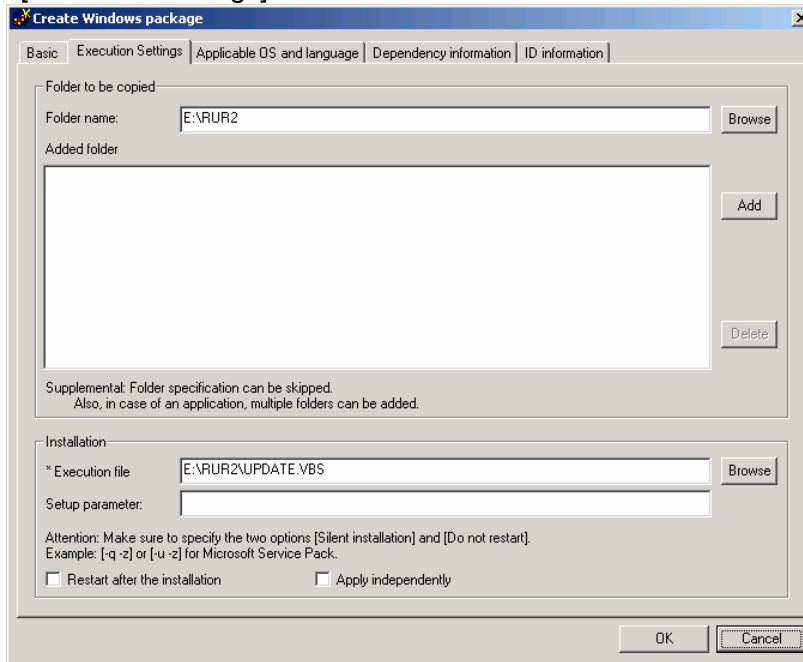 Create Windows package
Basic Execution Settings Applicable OS and language Dependency information ID information
Folder to be copied
Folder name: E:\RUR2 Browse
Added folder
Add
Delete
Supplemental: Folder specification can be skipped.
Also, in case of an application, multiple folders can be added.
Installation
* Execution file E:\RUR2\UPDATE.VBS Browse
Setup parameter:
Attention: Make sure to specify the two options [Silent installation] and [Do not restart].
Example: [-q -z] or [-u -z] for Microsoft Service Pack.
Restart after the installation Apply independently
OK Cancel